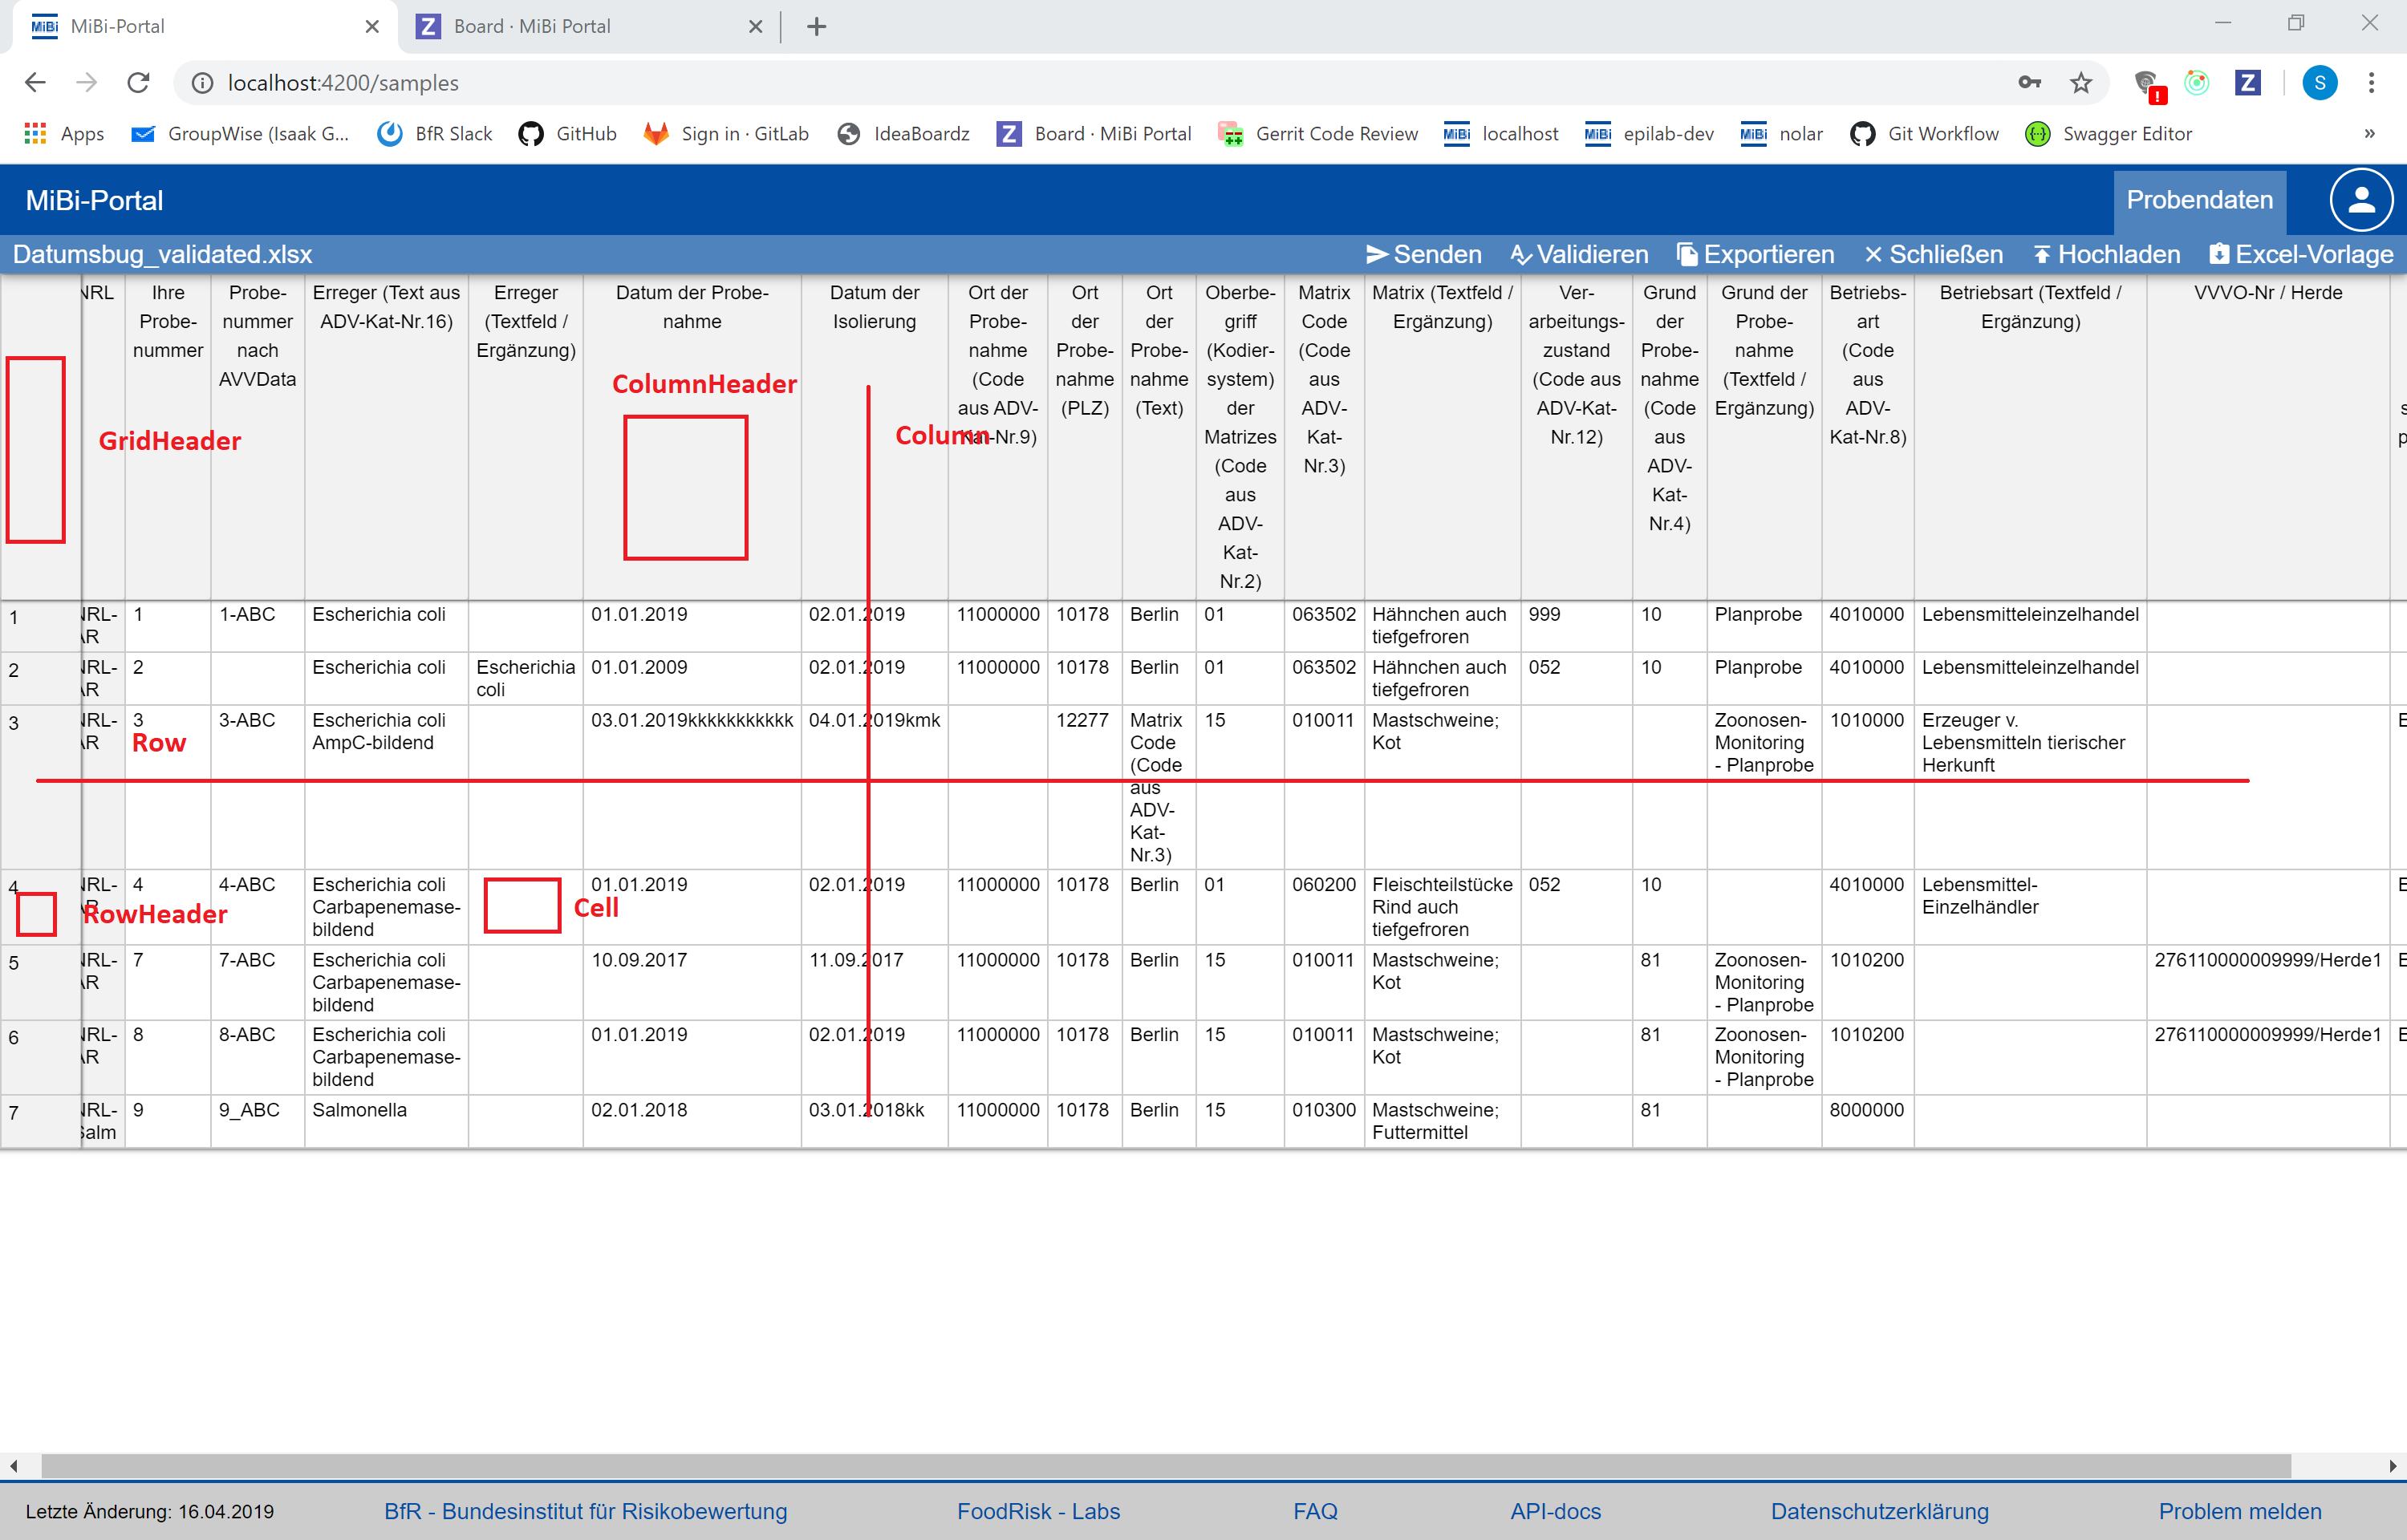 MiBi-Portal
Board · MiBi Portal
localhost:4200/samples
S
Apps
GroupWise (Isaak G...
BfR Slack
GitHub
Sign in · GitLab
IdeaBoardz
Board · MiBi Portal
Gerrit Code Review
localhost
epilab-dev
nolar
Git Workflow
Swagger Editor
»
MiBi-Portal
Probendaten
Datumsbug_validated.xlsx
Senden
Validieren
Exportieren
Schließen
Hochladen
Excel-Vorlage
NRL
Ihre
Probe-
nummer
Probe-
nummer
nach
AVVData
Erreger (Text aus
ADV-Kat-Nr.16)
Erreger
(Textfeld /
Ergänzung)
Datum der Probe-
nahme
Datum der
Isolierung
Ort der
Probe-
nahme
(Code
aus ADV-
Kat-Nr.9)
Ort
der
Probe-
nahme
(PLZ)
Ort
der
Probe-
nahme
(Text)
Oberbe-
griff
(Kodier-
system)
der
Matrizes
(Code
aus
ADV-
Kat-
Nr.2)
Matrix
Code
(Code
aus
ADV-
Kat-
Nr.3)
Matrix (Textfeld /
Ergänzung)
Ver-
arbeitungs-
zustand
(Code aus
ADV-Kat-
Nr.12)
Grund
der
Probe-
nahme
(Code
aus
ADV-
Kat-
Nr.4)
Grund der
Probe-
nahme
(Textfeld /
Ergänzung)
Betriebs-
art
(Code
aus
ADV-
Kat-Nr.8)
Betriebsart (Textfeld /
Ergänzung)
VVVO-Nr / Herde
GridHeader
ColumnHeader
Column
1
NRL-
AR
1
1-ABC
Escherichia coli
01.01.2019
02.01.2019
11000000
10178
Berlin
01
063502
Hähnchen auch
tiefgefroren
999
10
Planprobe
4010000
Lebensmitteleinzelhandel
2
NRL-
AR
2
Escherichia coli
Escherichia
coli
01.01.2009
02.01.2019
11000000
10178
Berlin
01
063502
Hähnchen auch
tiefgefroren
052
10
Planprobe
4010000
Lebensmitteleinzelhandel
3
NRL-
AR
3
Row
3-ABC
Escherichia coli
AmpC-bildend
03.01.2019kkkkkkkkkkk
04.01.2019kmk
12277
Matrix
Code
(Code
aus
ADV-
Kat-
Nr.3)
15
010011
Mastschweine;
Kot
Zoonosen-
Monitoring
- Planprobe
1010000
Erzeuger v.
Lebensmitteln tierischer
Herkunft
E
4
NRL-
AR
RowHeader
4
4-ABC
Escherichia coli
Carbapenemase-
bildend
Cell
01.01.2019
02.01.2019
11000000
10178
Berlin
01
060200
Fleischteilstücke
Rind auch
tiefgefroren
052
10
4010000
Lebensmittel-
Einzelhändler
E
5
NRL-
AR
7
7-ABC
Escherichia coli
Carbapenemase-
bildend
10.09.2017
11.09.2017
11000000
10178
Berlin
15
010011
Mastschweine;
Kot
81
Zoonosen-
Monitoring
- Planprobe
1010200
276110000009999/Herde1
E
6
NRL-
AR
8
8-ABC
Escherichia coli
Carbapenemase-
bildend
01.01.2019
02.01.2019
11000000
10178
Berlin
15
010011
Mastschweine;
Kot
81
Zoonosen-
Monitoring
- Planprobe
1010200
276110000009999/Herde1
E
7
NRL-
Salm
9
9_ABC
Salmonella
02.01.2018
03.01.2018kk
11000000
10178
Berlin
15
010300
Mastschweine;
Futtermittel
81
8000000
Letzte Änderung: 16.04.2019
BfR - Bundesinstitut für Risikobewertung
FoodRisk - Labs
FAQ
API-docs
Datenschutzerklärung
Problem melden